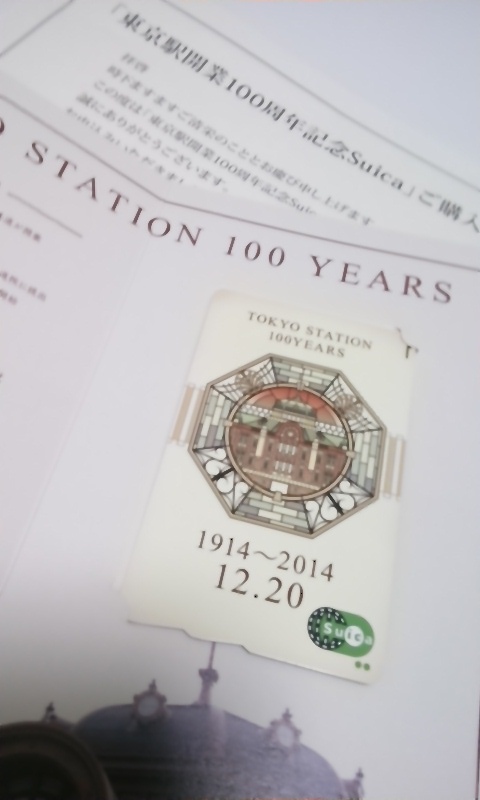 「東京駅開業100周年記念Suica」ご購入
拝啓
時下ますますご清栄のこととお慶び申し上げます
この度は「東京駅開業100周年記念Sui
誠にありがとうございます。
STATION 100 YEARS
TOKYO STATION
100YEARS
1914〜2014
12.20
Suica